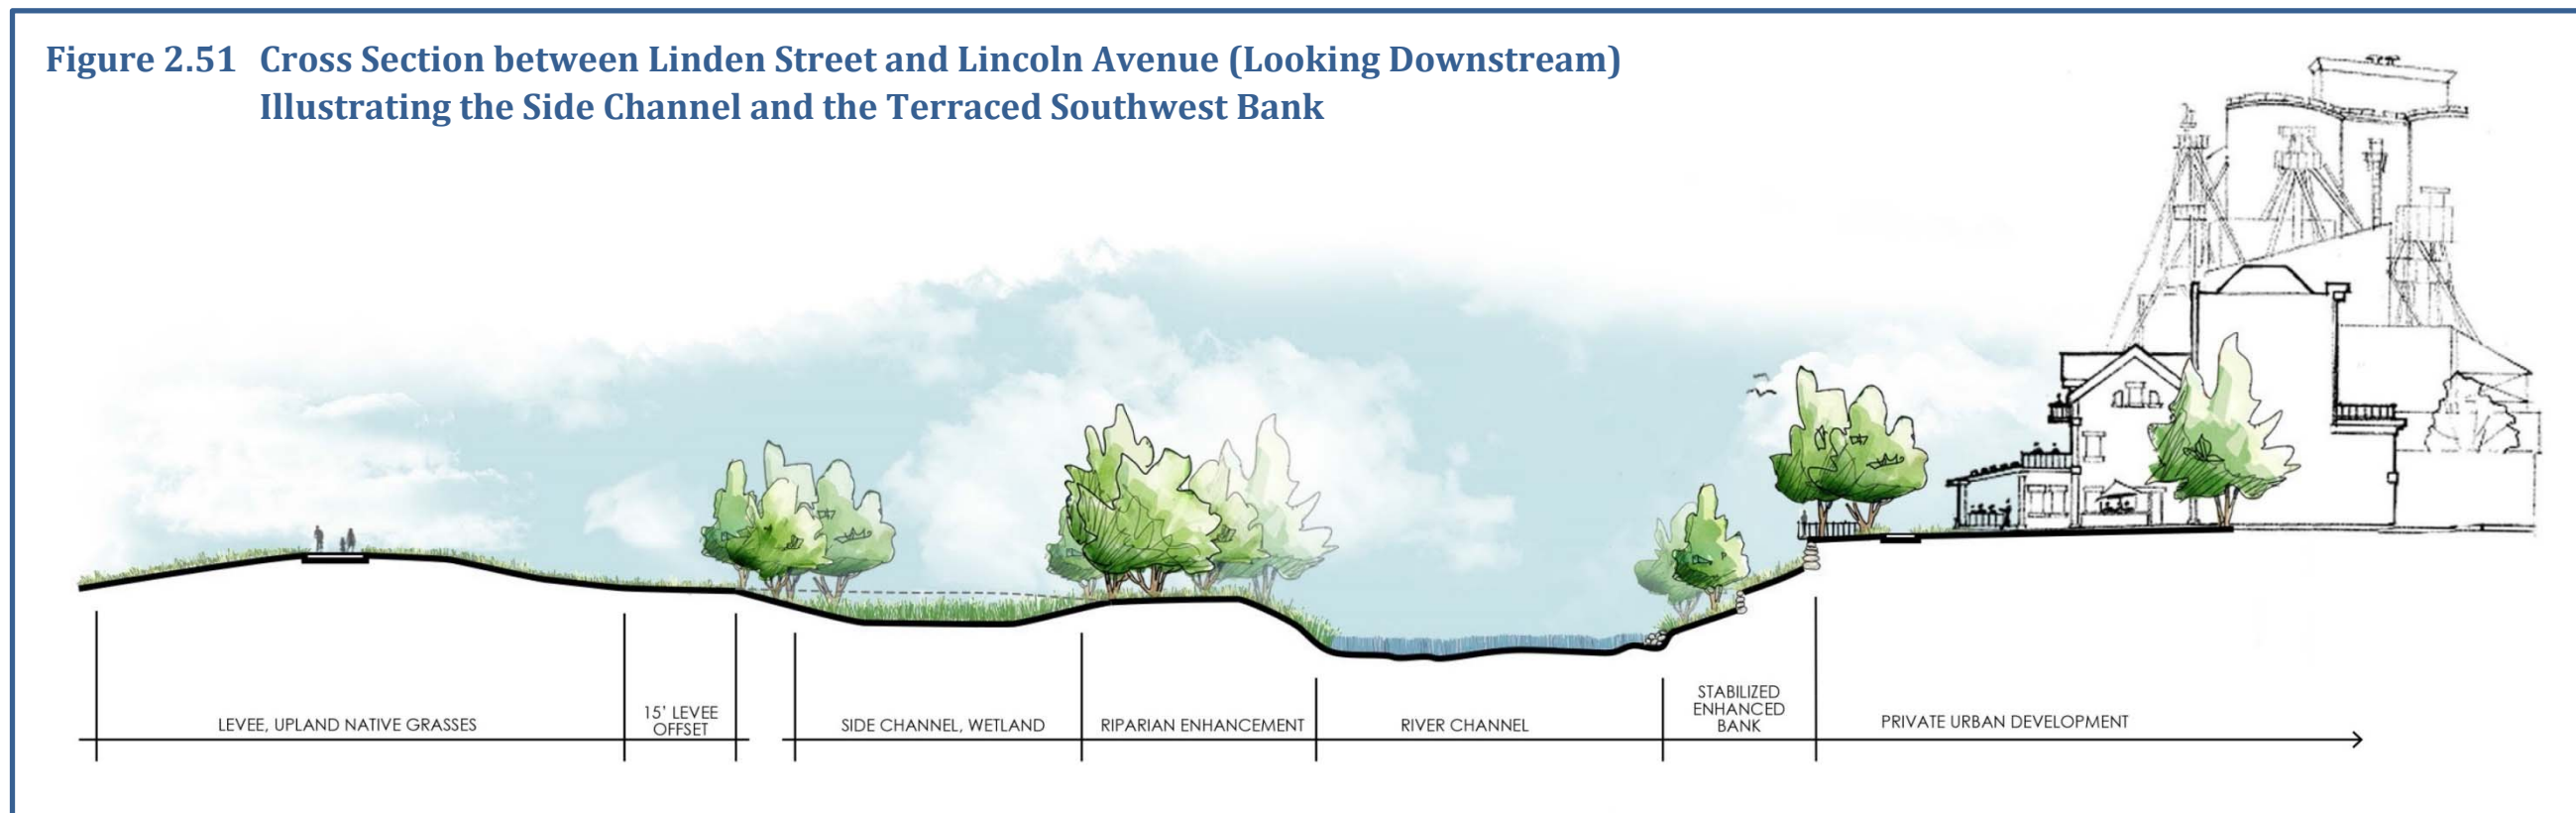 Figure 2.51 Cross Section between Linden Street and Lincoln Avenue (Looking Downstream)
Illustrating the Side Channel and the Terraced Southwest Bank
LEVEE, UPLAND NATIVE GRASSES
15' LEVEE
OFFSET
SIDE CHANNEL, WETLAND
RIPARIAN ENHANCEMENT
RIVER CHANNEL
STABILIZED
ENHANCED
BANK
PRIVATE URBAN DEVELOPMENT